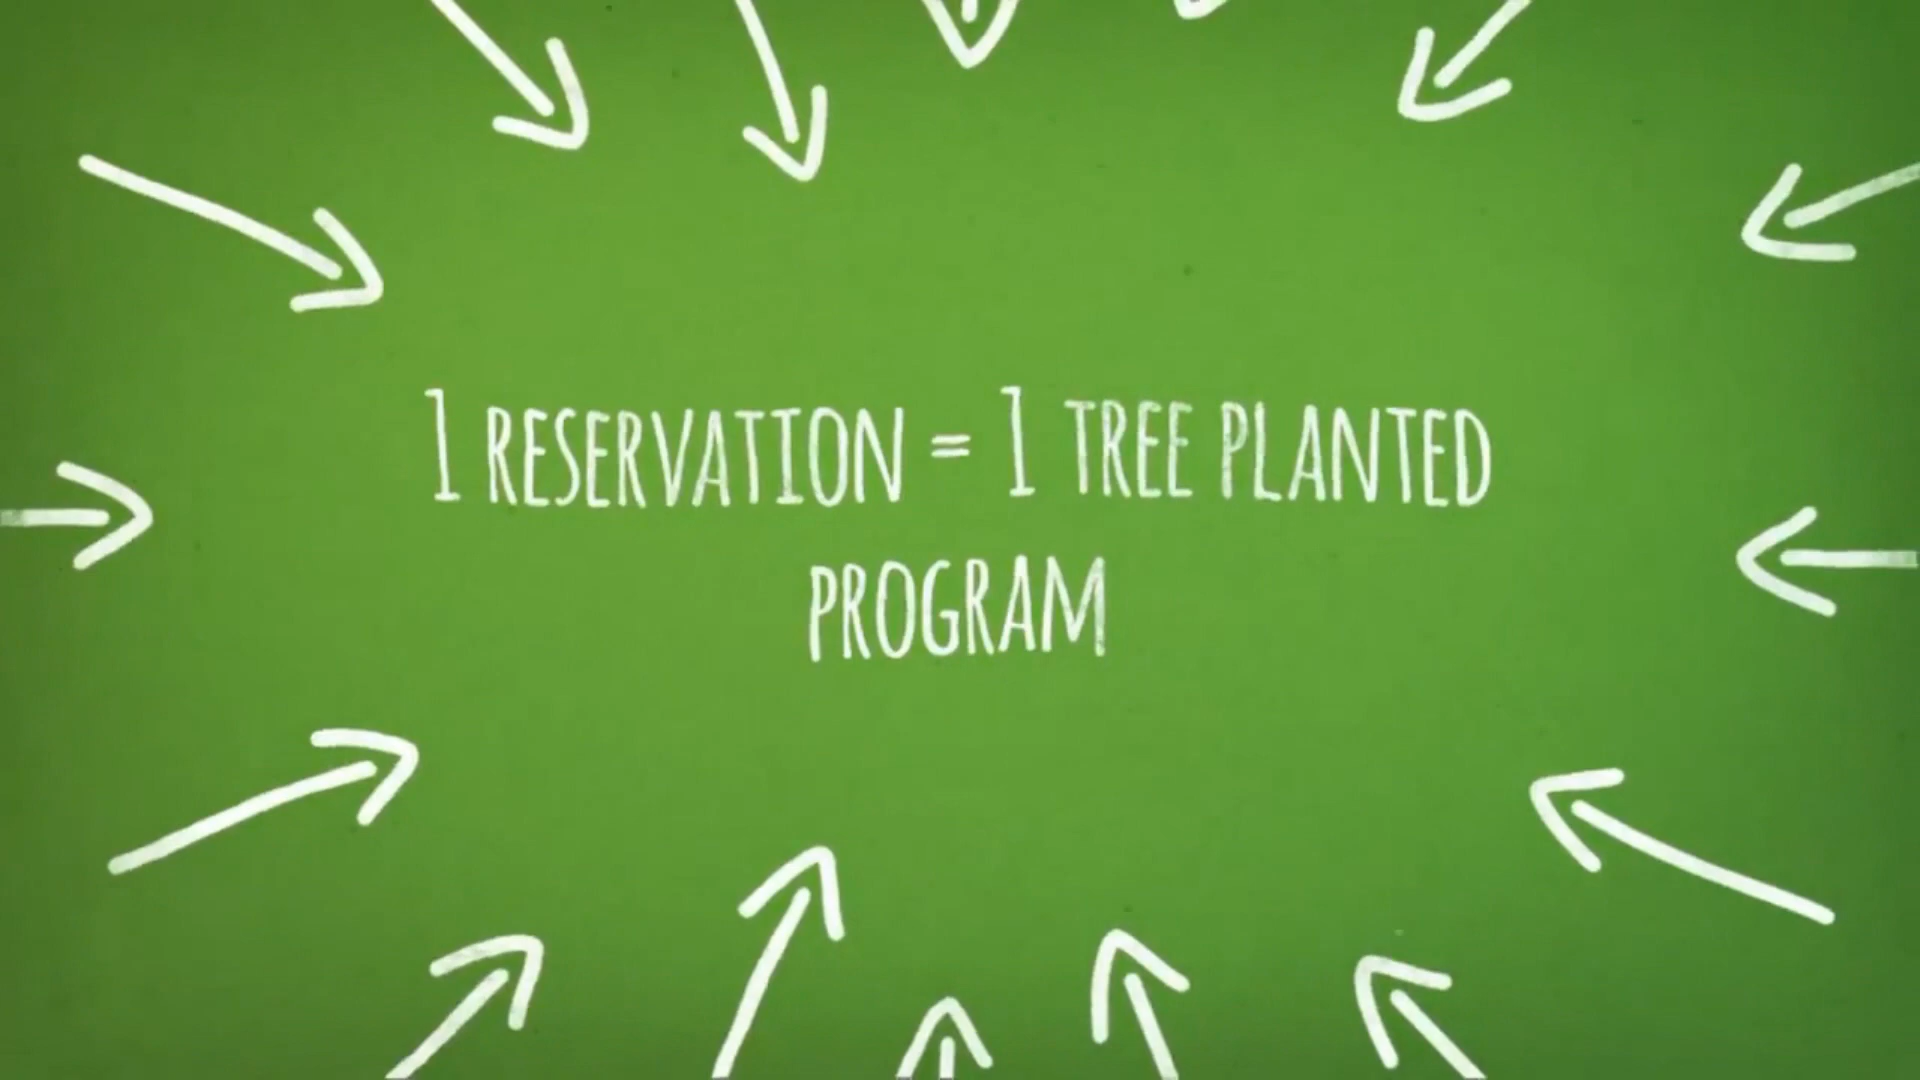 1 RESERVATION = 1 TREE PLANTED
PROGRAM